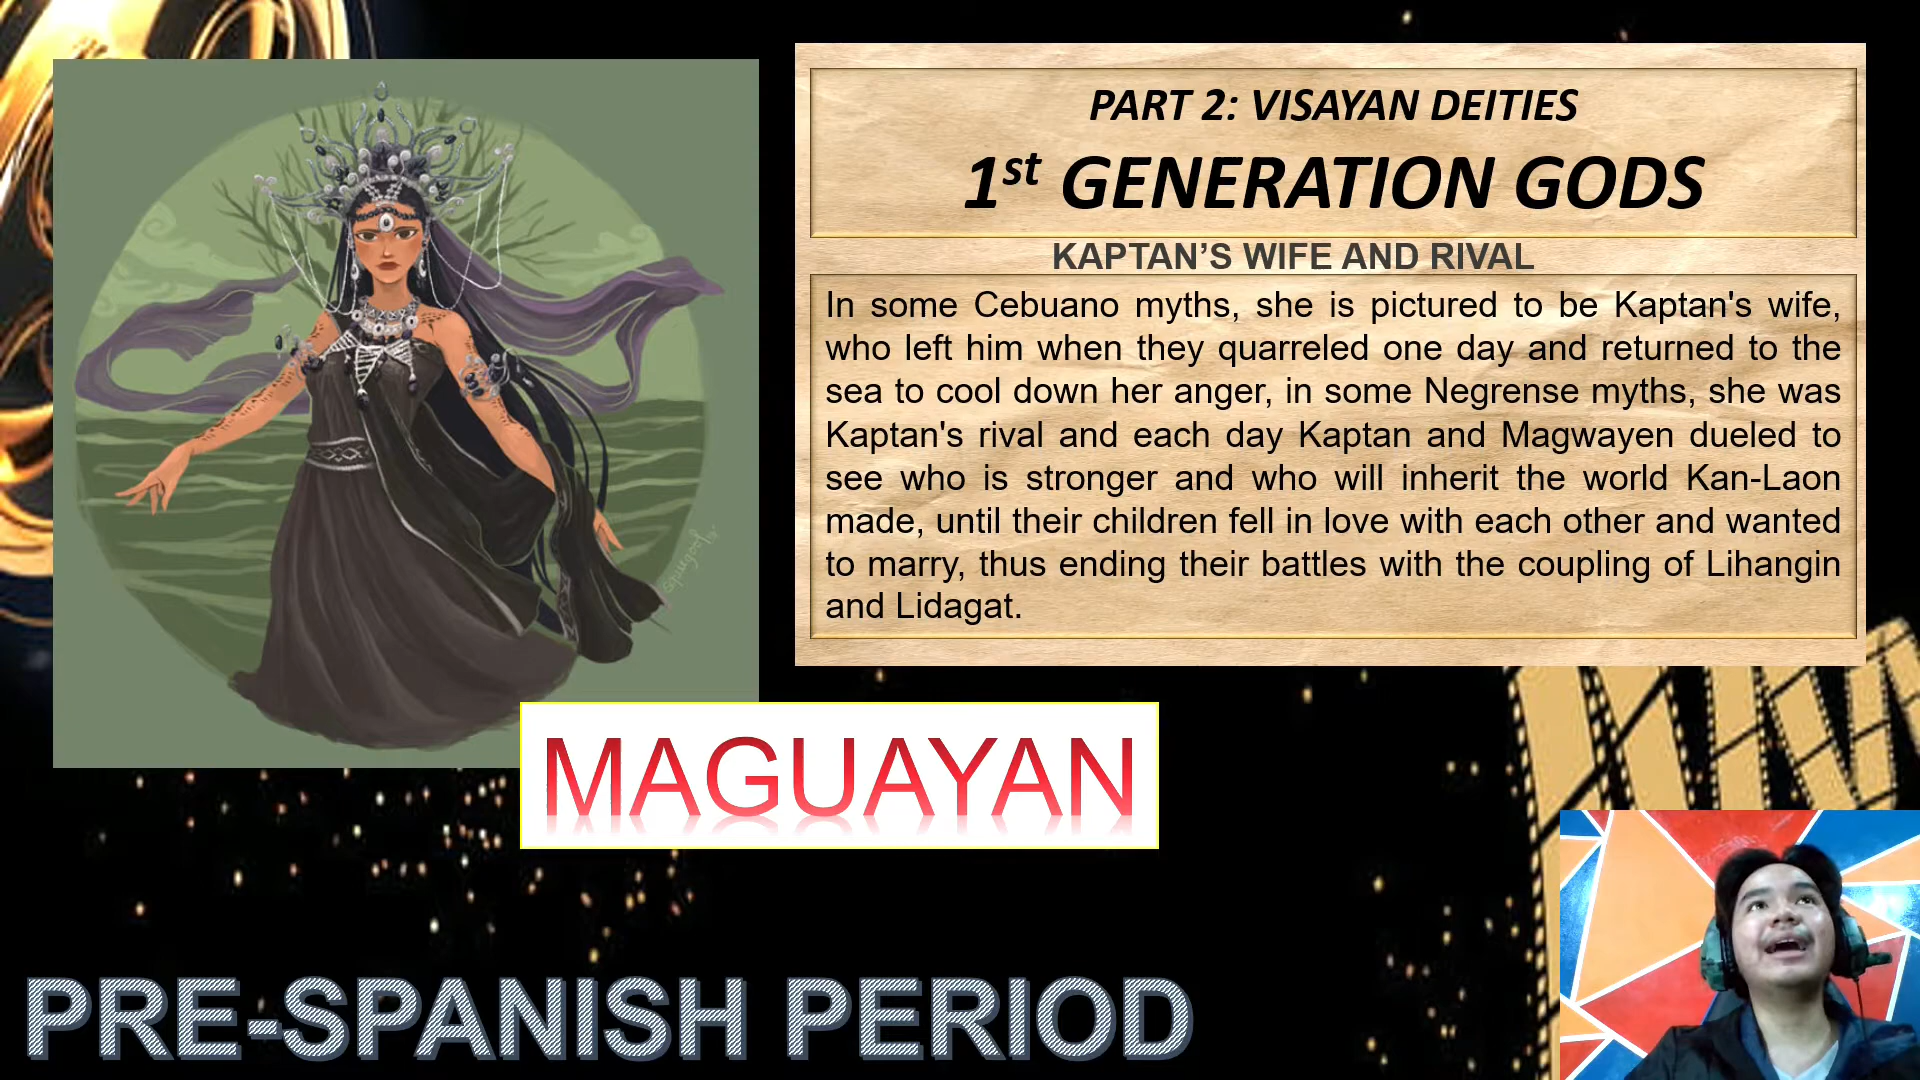 PART 2: VISAYAN DEITIES
1st GENERATION GODS
KAPTAN’S WIFE AND RIVAL
In some Cebuano myths, she is pictured to be Kaptan's wife,
who left him when they quarreled one day and returned to the
sea to cool down her anger, in some Negrense myths, she was
Kaptan's rival and each day Kaptan and Magwayen dueled to
see who is stronger and who will inherit the world Kan-Laon
made, until their children fell in love with each other and wanted
to marry, thus ending their battles with the coupling of Lihangin
and Lidagat.
MAGUAYAN
PRE-SPANISH PERIOD